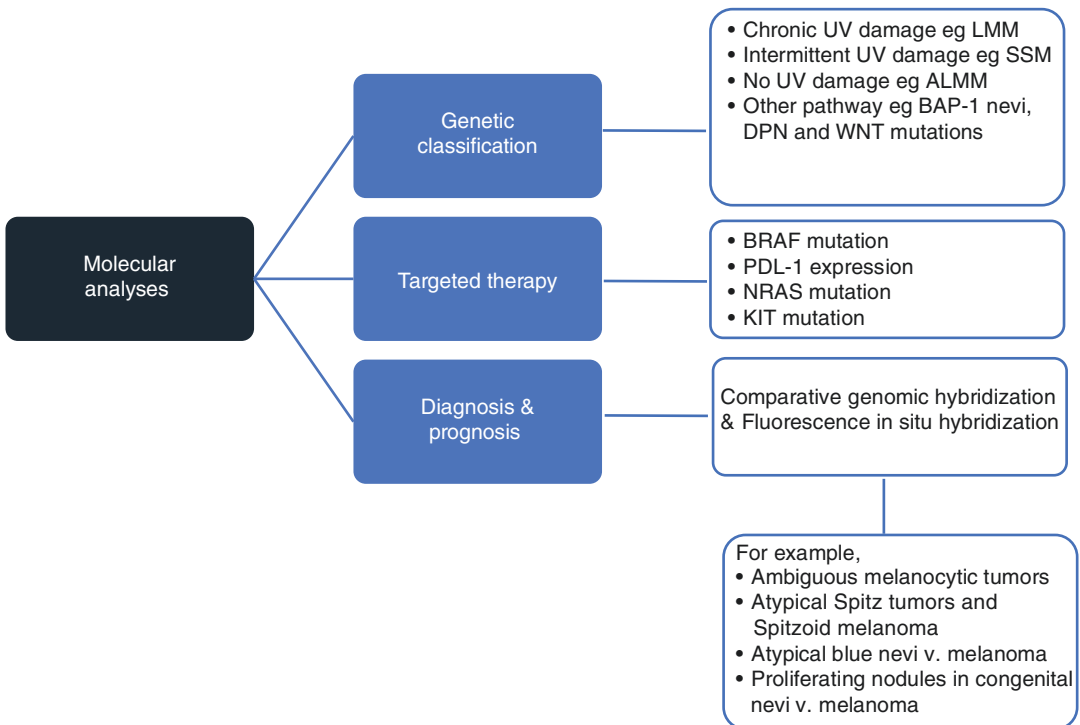 Molecular
analyses
Genetic
classification
• Chronic UV damage eg LMM
• Intermittent UV damage eg SSM
• No UV damage eg ALMM
• Other pathway eg BAP-1 nevi,
DPN and WNT mutations
Targeted therapy
• BRAF mutation
• PDL-1 expression
• NRAS mutation
• KIT mutation
Diagnosis &
prognosis
Comparative genomic hybridization
& Fluorescence in situ hybridization
For example,
• Ambiguous melanocytic tumors
• Atypical Spitz tumors and
Spitzoid melanoma
• Atypical blue nevi v. melanoma
• Proliferating nodules in congenital
nevi v. melanoma